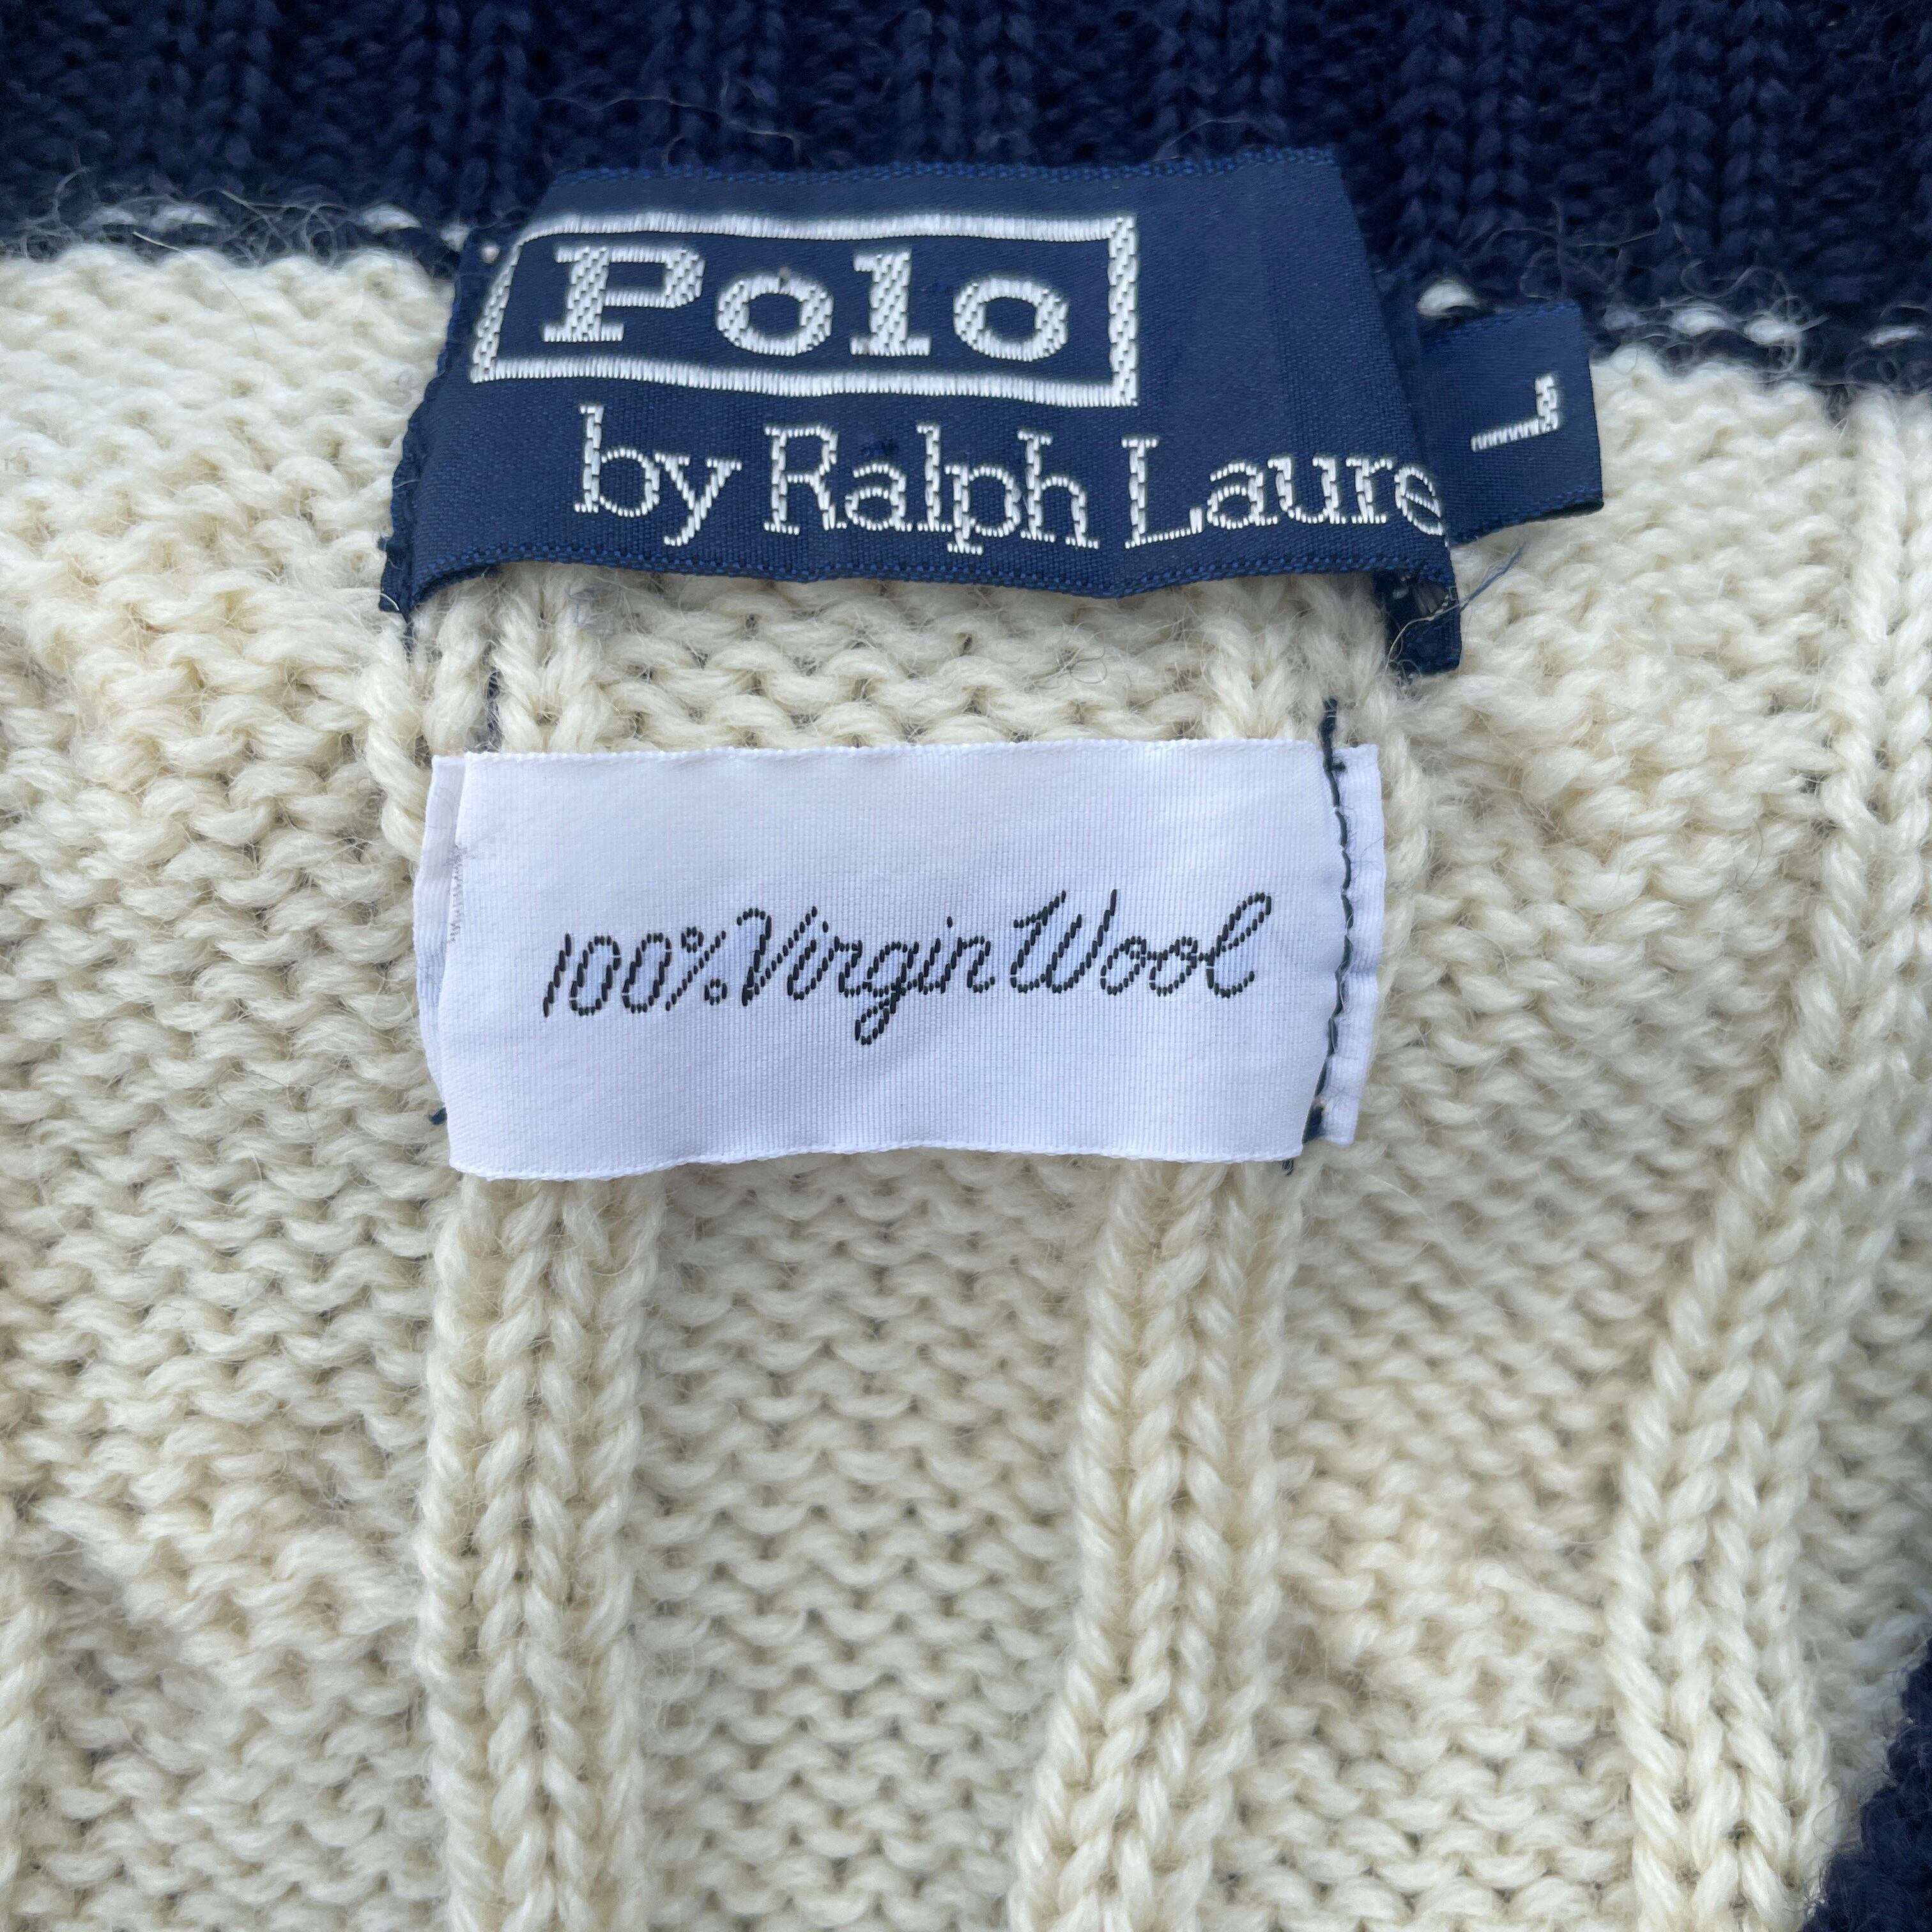 Polo
by Ralph Laure
L
100% Virgin Wool